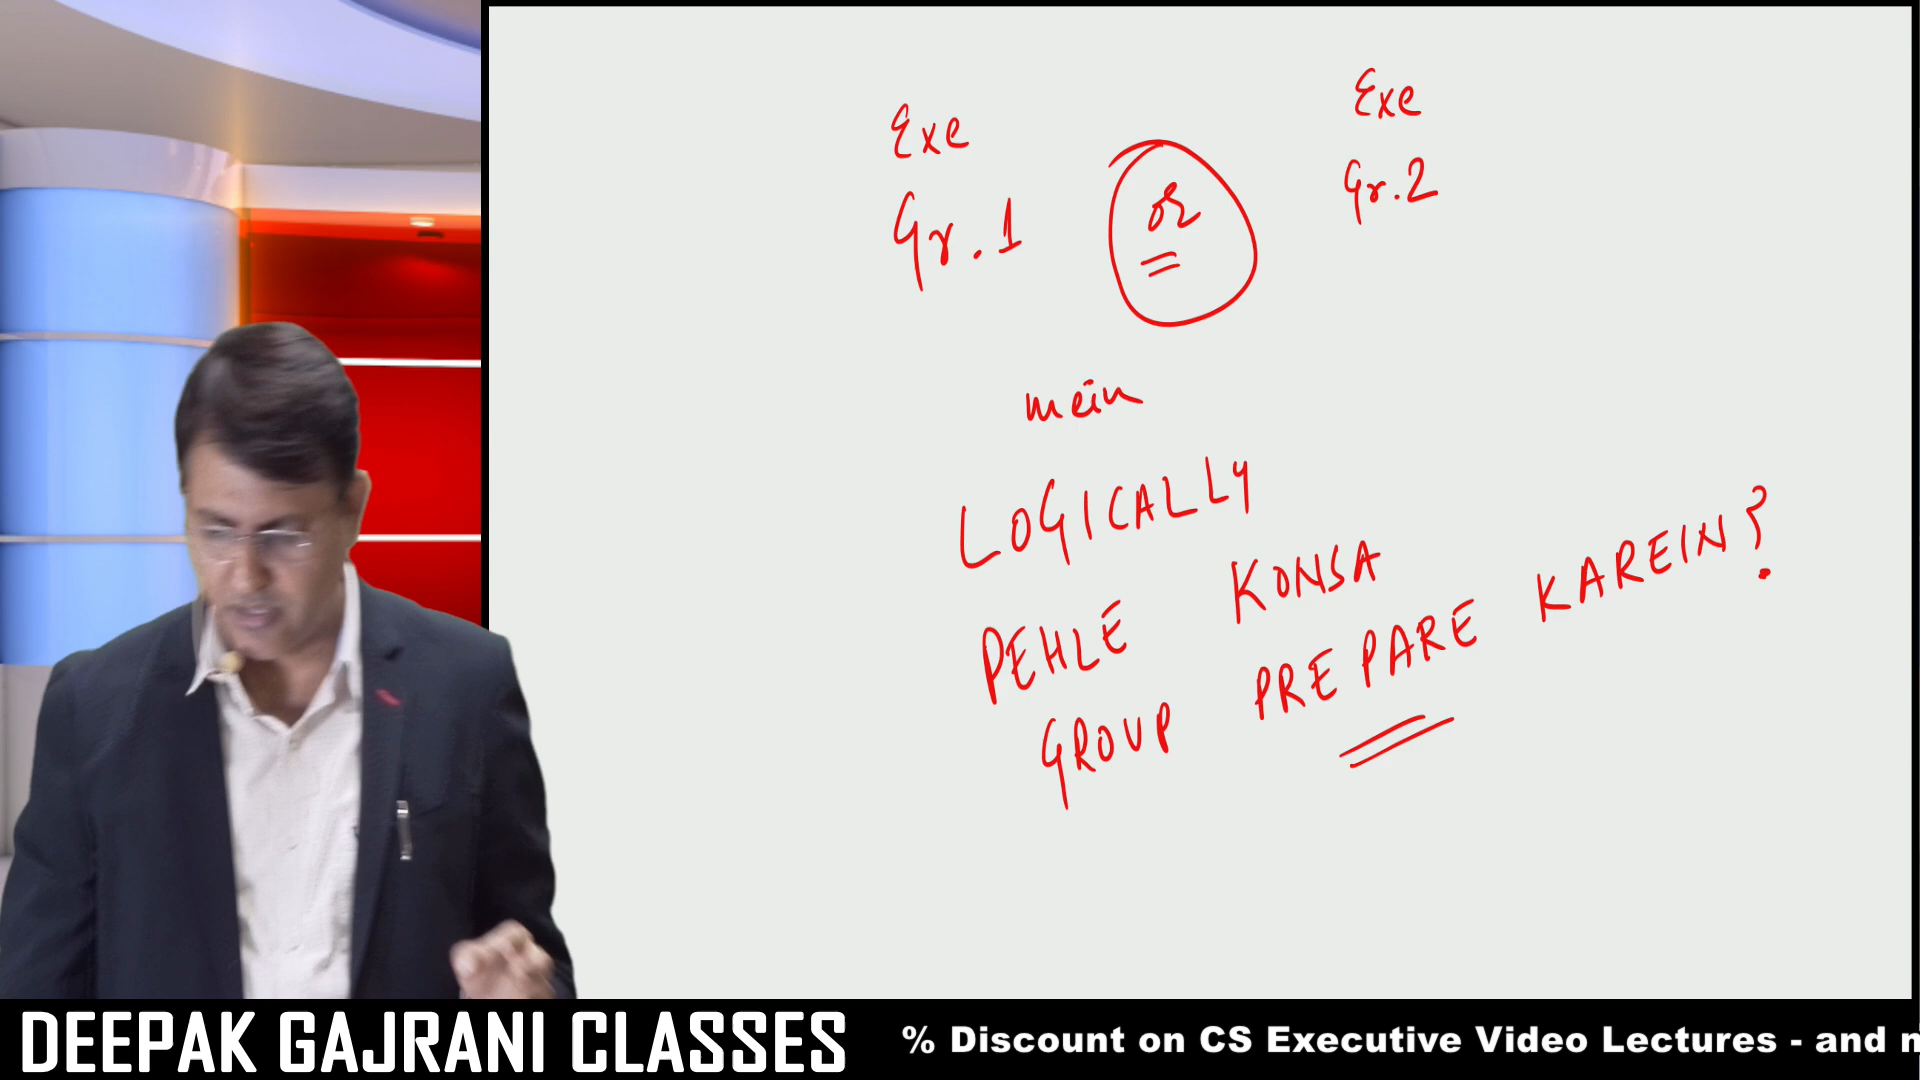 Exe
Gr. 1
or
Exe
Gr. 2
mein
LOGICALLY
PEHLE KONSA
GROUP PREPARE KAREIN?
DEEPAK GAJRANI CLASSES
% Discount on CS Executive Video Lectures - and